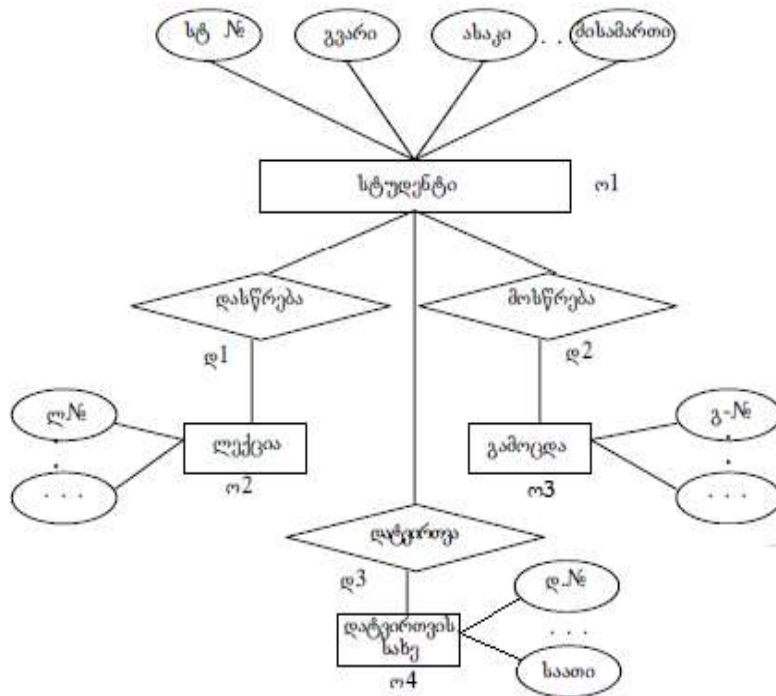 სტ №
გვარი
ასაკი
. . .
მისამართი
სტუდენტი
ო1
დასწრება
მოსწრება
დ1
დ2
ლ№
გ-№
ლექცია
გამოცდა
. . .
. . .
ო2
ო3
დატვირთვა
დ3
დ.№
დატვირთვის
სახე
. . .
საათი
ო4